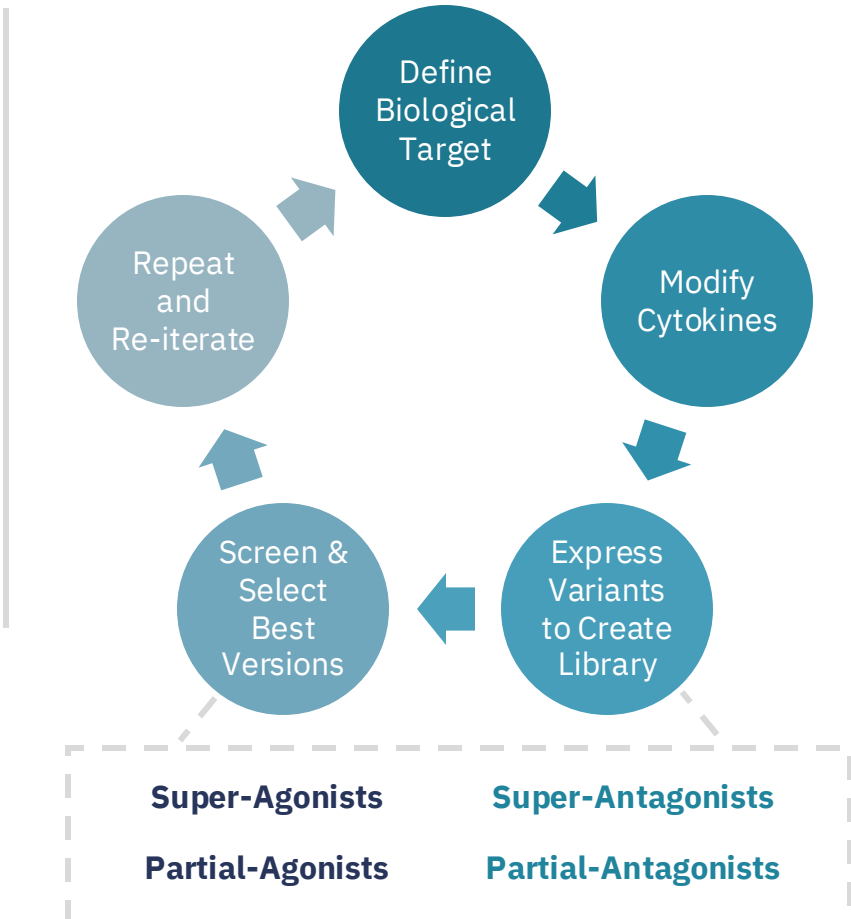 Define
Biological
Target
Modify
Cytokines
Express
Variants
to Create
Library
Screen &
Select
Best
Versions
Repeat
and
Re-iterate
Super-Agonists
Super-Antagonists
Partial-Agonists
Partial-Antagonists